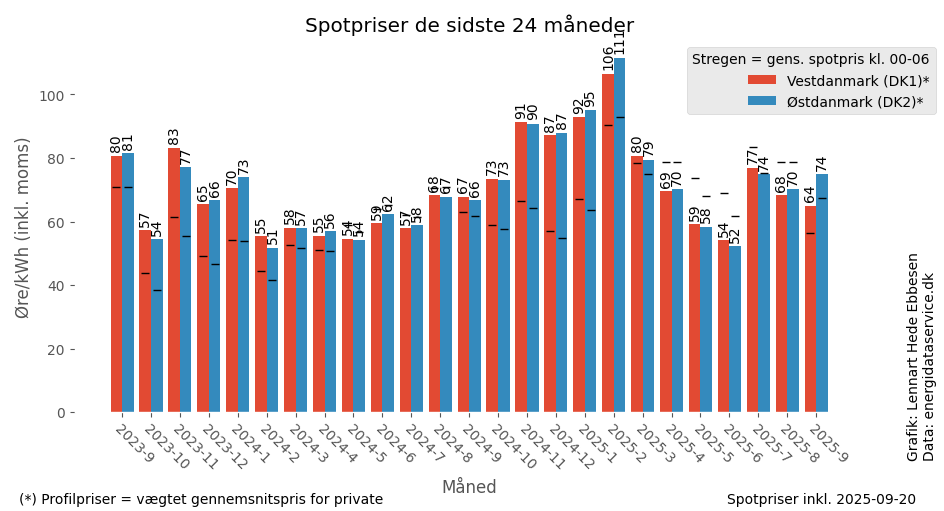 Spotpriser de sidste 24 måneder
Stregen = gens. spotpris kl. 00-06
Vestdanmark (DK1)*
Østdanmark (DK2)*
Øre/kWh (inkl. moms)
100
80
60
40
20
0
80 81 57 54 83 77 65 66 70 73 55 51 58 57 55 56 54 54 59 62 57 58 68 67 67 66 73 73 91 90 87 87 92 95 106 111 80 79 69 70 59 58 54 52 77 74 68 70 64 74
2023-9 2023-10 2023-11 2023-12 2024-1 2024-2 2024-3 2024-4 2024-5 2024-6 2024-7 2024-8 2024-9 2024-10 2024-11 2024-12 2025-1 2025-2 2025-3 2025-4 2025-5 2025-6 2025-7 2025-8 2025-9
Måned
Grafik: Lennart Hede Ebbesen
Data: energidataservice.dk
(*) Profilpriser = vægtet gennemsnitspris for private
Spotpriser inkl. 2025-09-20